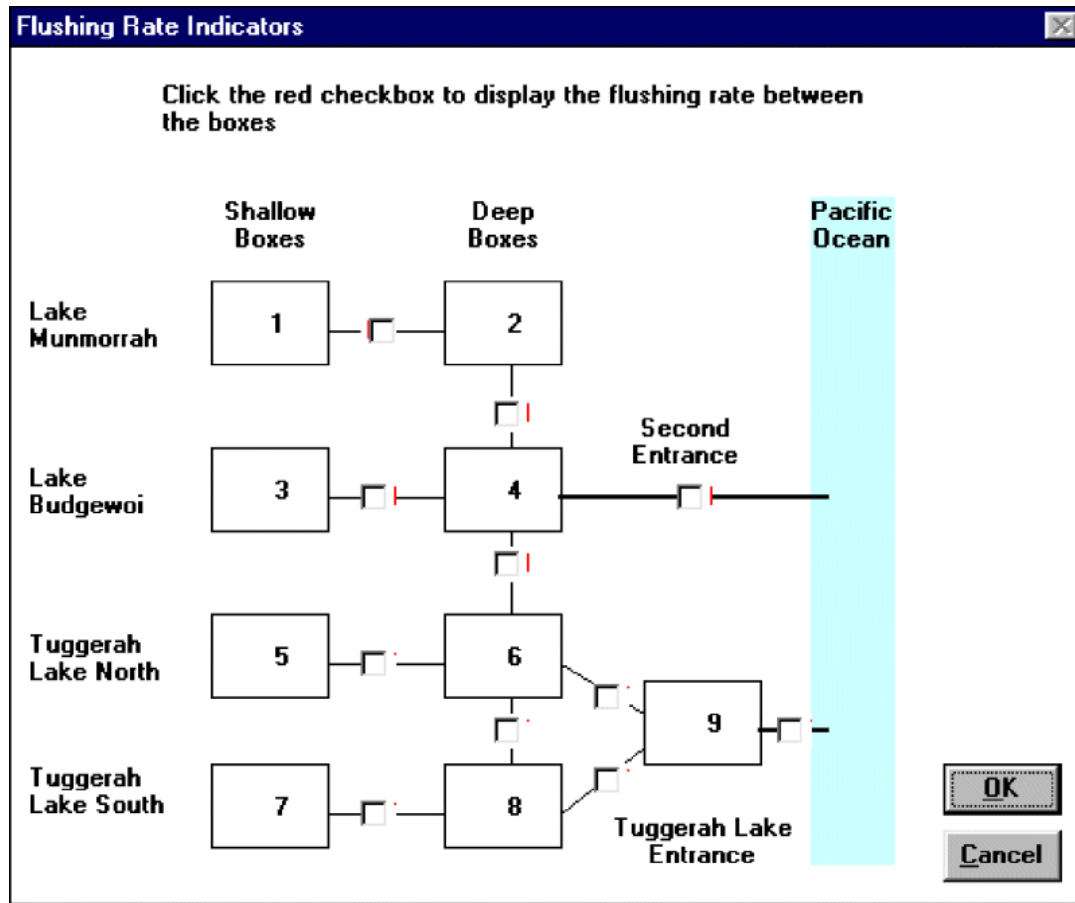 Flushing Rate Indicators
Click the red checkbox to display the flushing rate between
the boxes
Shallow
Boxes
Deep
Boxes
Pacific
Ocean
Lake
Munmorrah
1
2
Second
Entrance
Lake
Budgewoi
3
4
Tuggerah
Lake North
5
6
9
Tuggerah
Lake South
7
8
Tuggerah Lake
Entrance
OK
Cancel